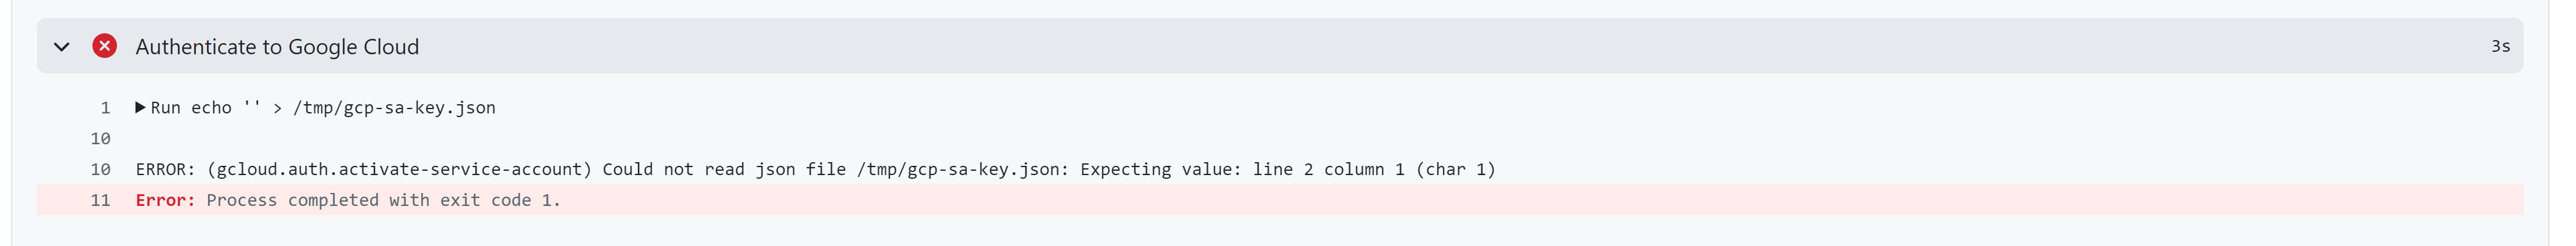 Authenticate to Google Cloud 3s
1 Run echo '' > /tmp/gcp-sa-key.json
10
10 ERROR: (gcloud.auth.activate-service-account) Could not read json file /tmp/gcp-sa-key.json: Expecting value: line 2 column 1 (char 1)
11 Error: Process completed with exit code 1.